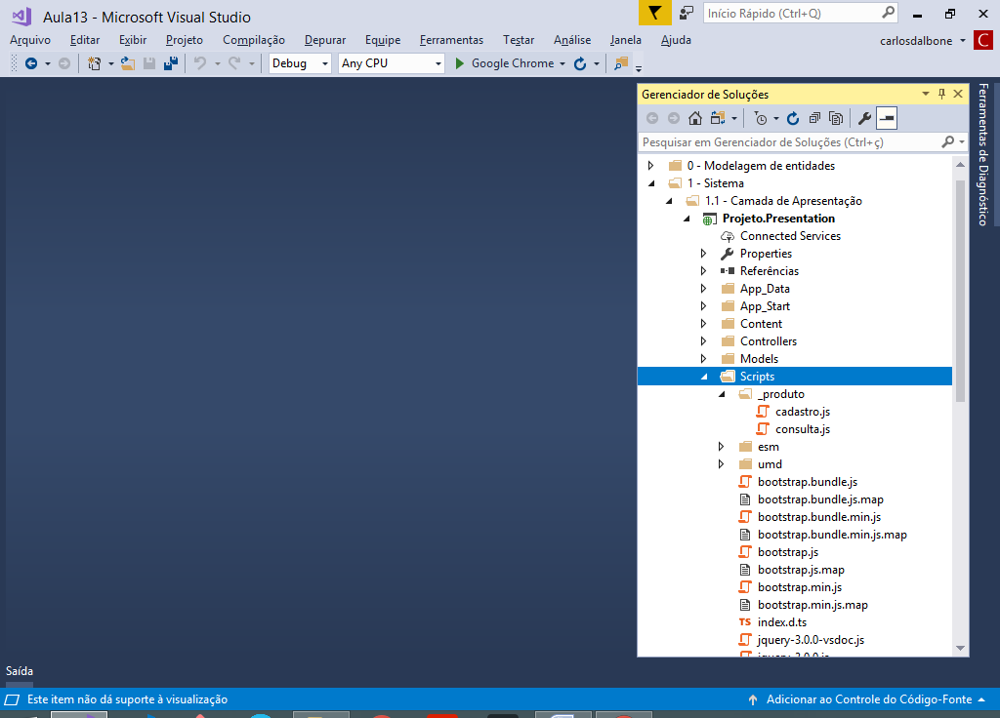 Aula13 - Microsoft Visual Studio
Início Rápido (Ctrl+Q)
Arquivo Editar Exibir Projeto Compilação Depurar Equipe Ferramentas Testar Análise Janela Ajuda carlosdalbone C
Debug Any CPU Google Chrome
Gerenciador de Soluções
Ferramentas de Diagnóstico
Pesquisar em Gerenciador de Soluções (Ctrl+ç)
0 - Modelagem de entidades
1 - Sistema
1.1 - Camada de Apresentação
Projeto.Presentation
Connected Services
Properties
Referências
App_Data
App_Start
Content
Controllers
Models
Scripts
_produto
cadastro.js
consulta.js
esm
umd
bootstrap.bundle.js
bootstrap.bundle.js.map
bootstrap.bundle.min.js
bootstrap.bundle.min.js.map
bootstrap.js
bootstrap.js.map
bootstrap.min.js
bootstrap.min.js.map
TS index.d.ts
jquery-3.0.0-vsdoc.js
Saída
Este item não dá suporte à visualização Adicionar ao Controle do Código-Fonte